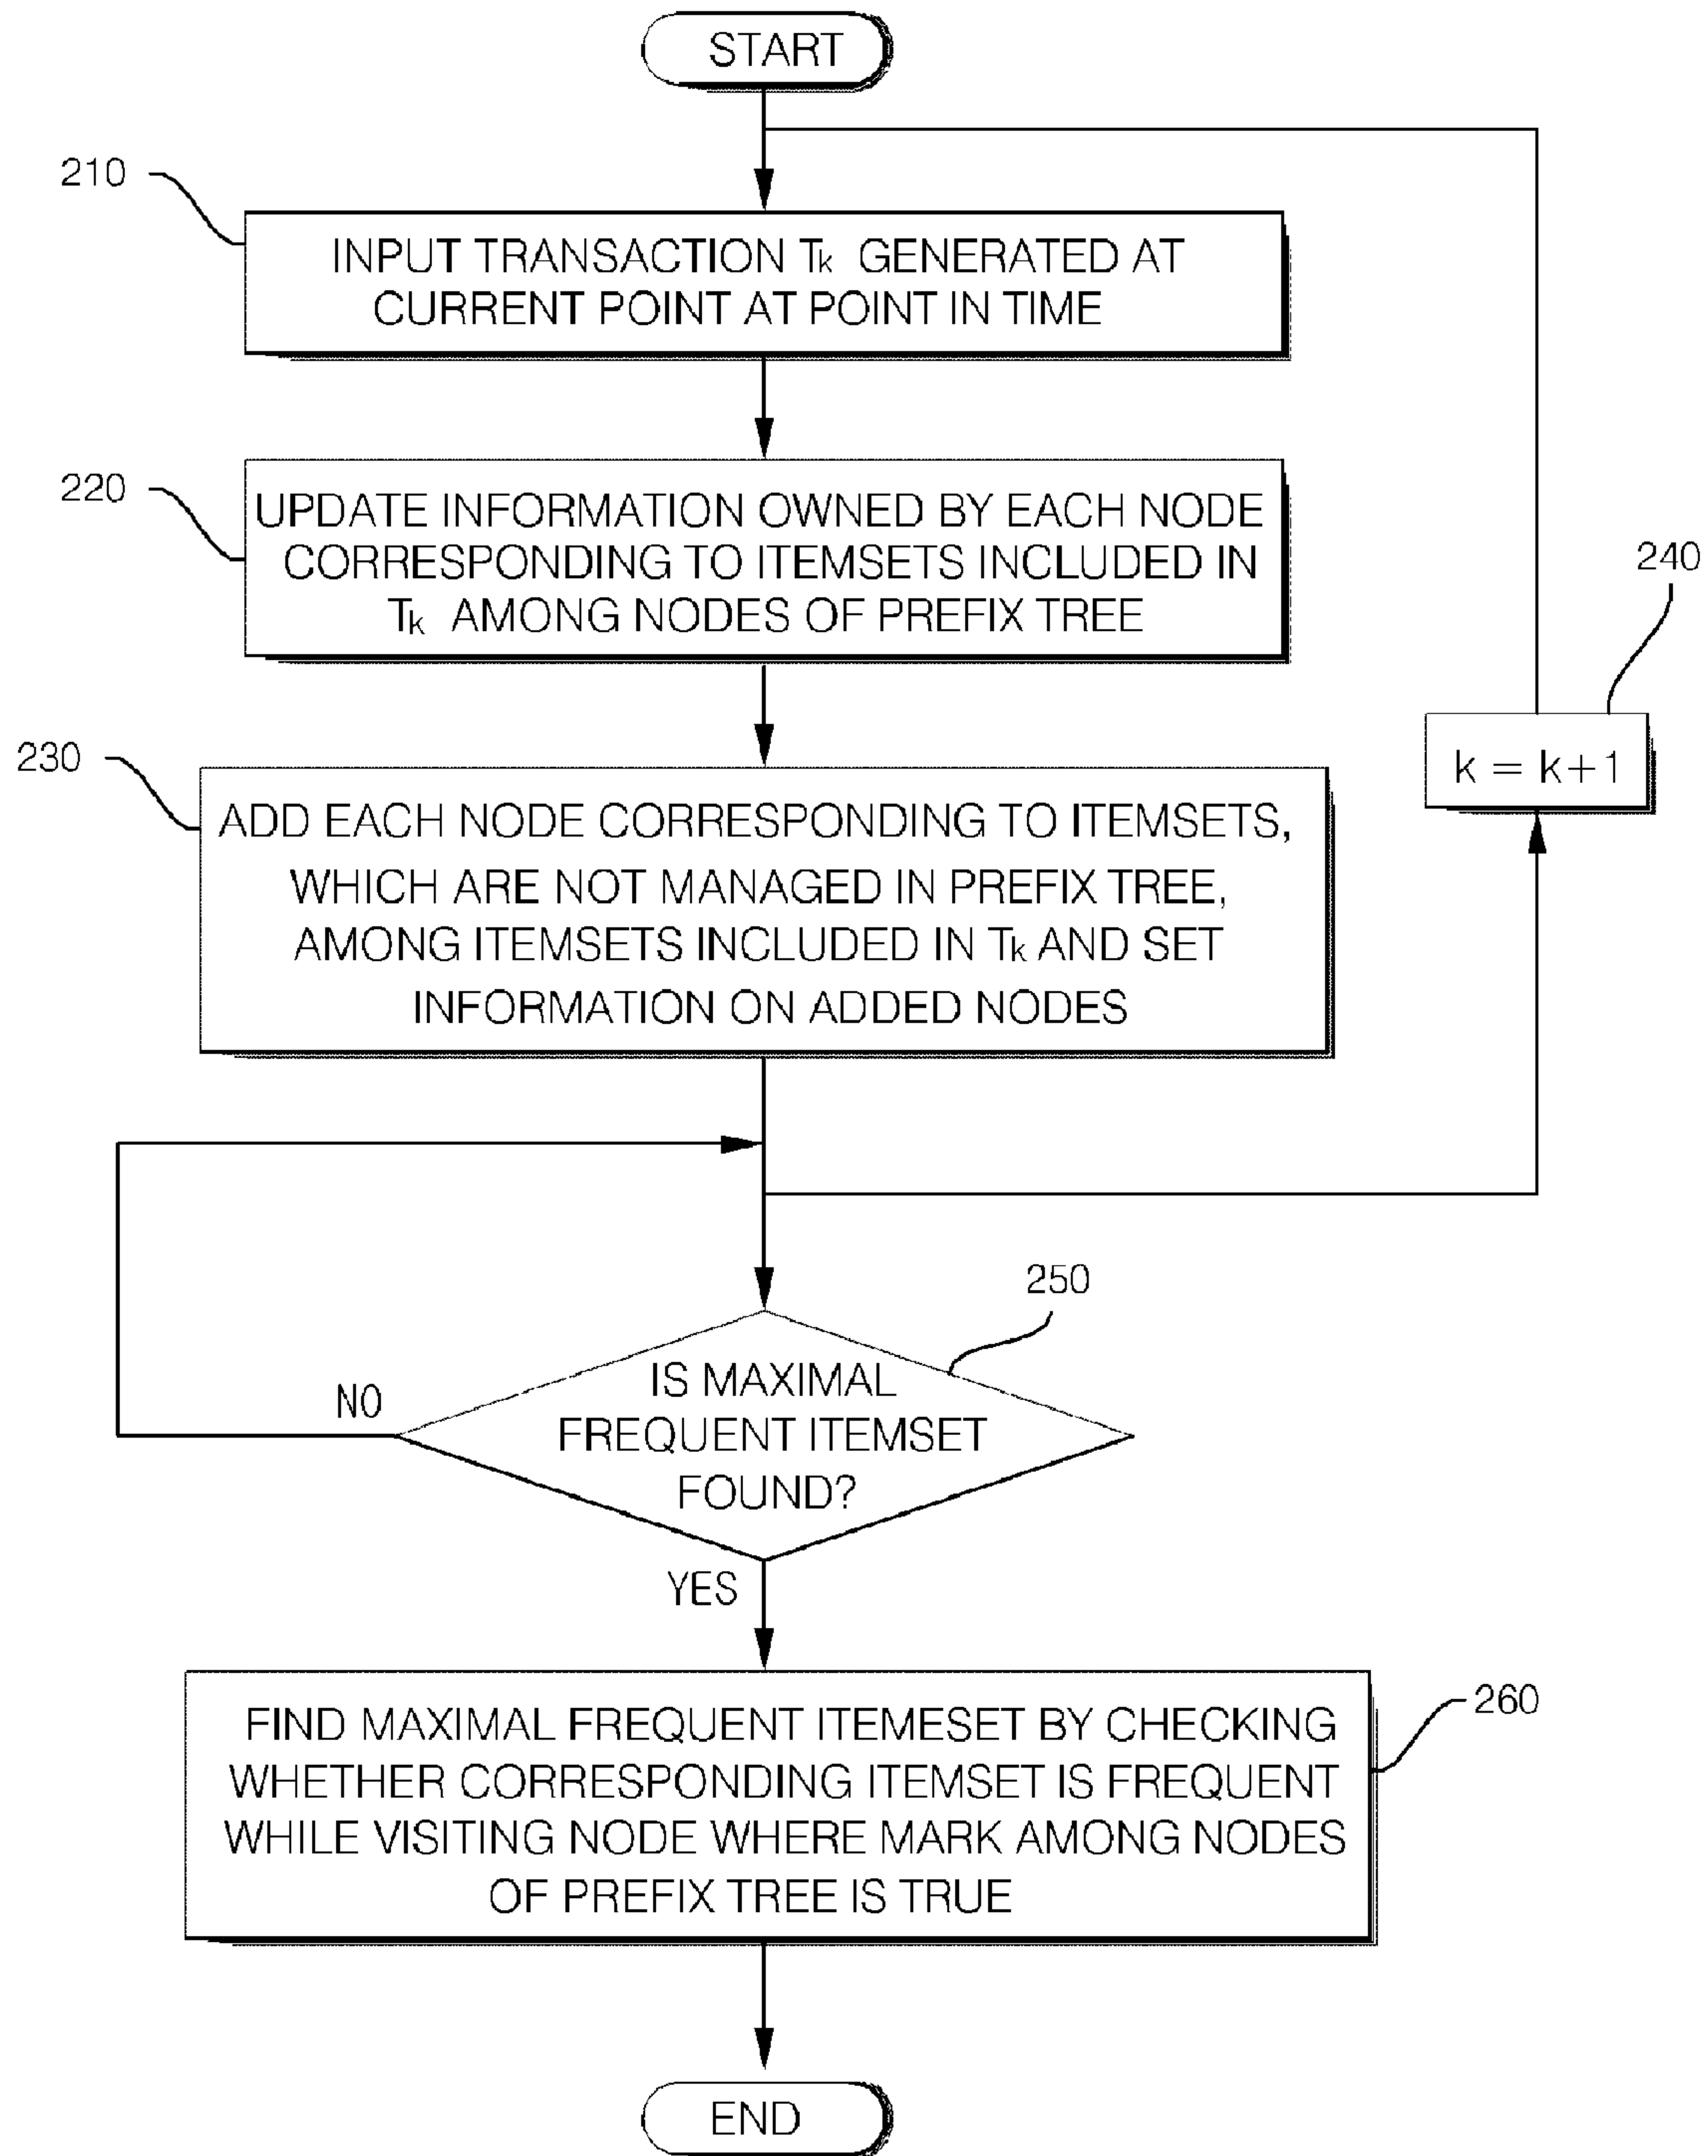 START
210
INPUT TRANSACTION Tk GENERATED AT
CURRENT POINT AT POINT IN TIME
220
UPDATE INFORMATION OWNED BY EACH NODE
CORRESPONDING TO ITEMSETS INCLUDED IN
Tk AMONG NODES OF PREFIX TREE
240
k = k+1
230
ADD EACH NODE CORRESPONDING TO ITEMSETS,
WHICH ARE NOT MANAGED IN PREFIX TREE,
AMONG ITEMSETS INCLUDED IN Tk AND SET
INFORMATION ON ADDED NODES
250
IS MAXIMAL
FREQUENT ITEMSET
FOUND?
NO
YES
260
FIND MAXIMAL FREQUENT ITEMESET BY CHECKING
WHETHER CORRESPONDING ITEMSET IS FREQUENT
WHILE VISITING NODE WHERE MARK AMONG NODES
OF PREFIX TREE IS TRUE
END